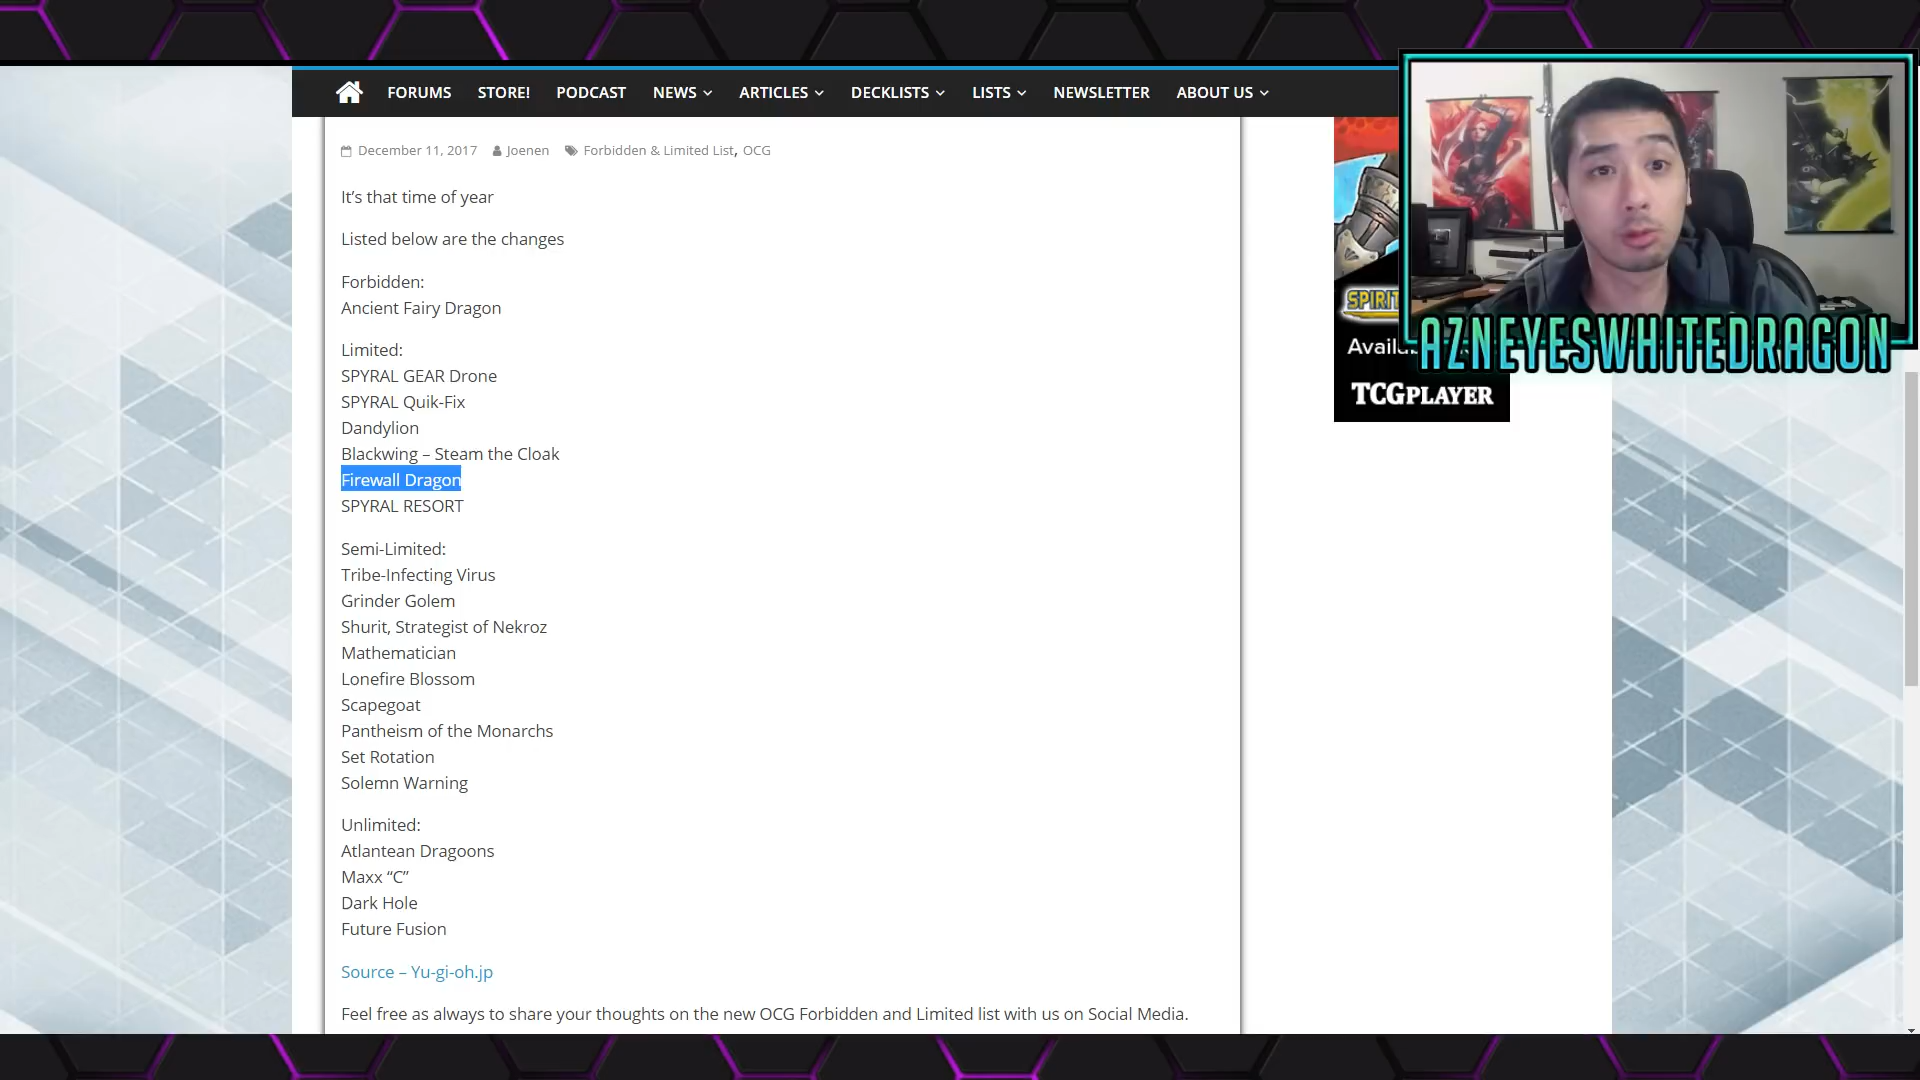 FORUMS STORE! PODCAST NEWS ARTICLES DECKLISTS LISTS NEWSLETTER ABOUT US
December 11, 2017 Joenen Forbidden & Limited List, OCG
It's that time of year
Listed below are the changes
Forbidden:
Ancient Fairy Dragon
Limited:
SPYRAL GEAR Drone
SPYRAL Quik-Fix
Dandylion
Blackwing – Steam the Cloak
Firewall Dragon
SPYRAL RESORT
Semi-Limited:
Tribe-Infecting Virus
Grinder Golem
Shurit, Strategist of Nekroz
Mathematician
Lonefire Blossom
Scapegoat
Pantheism of the Monarchs
Set Rotation
Solemn Warning
Unlimited:
Atlantean Dragoons
Maxx “C”
Dark Hole
Future Fusion
Source – Yu-gi-oh.jp
Feel free as always to share your thoughts on the new OCG Forbidden and Limited list with us on Social Media.
SPIRIT
AZNEYESWHITEDRAGON
TCGPLAYER